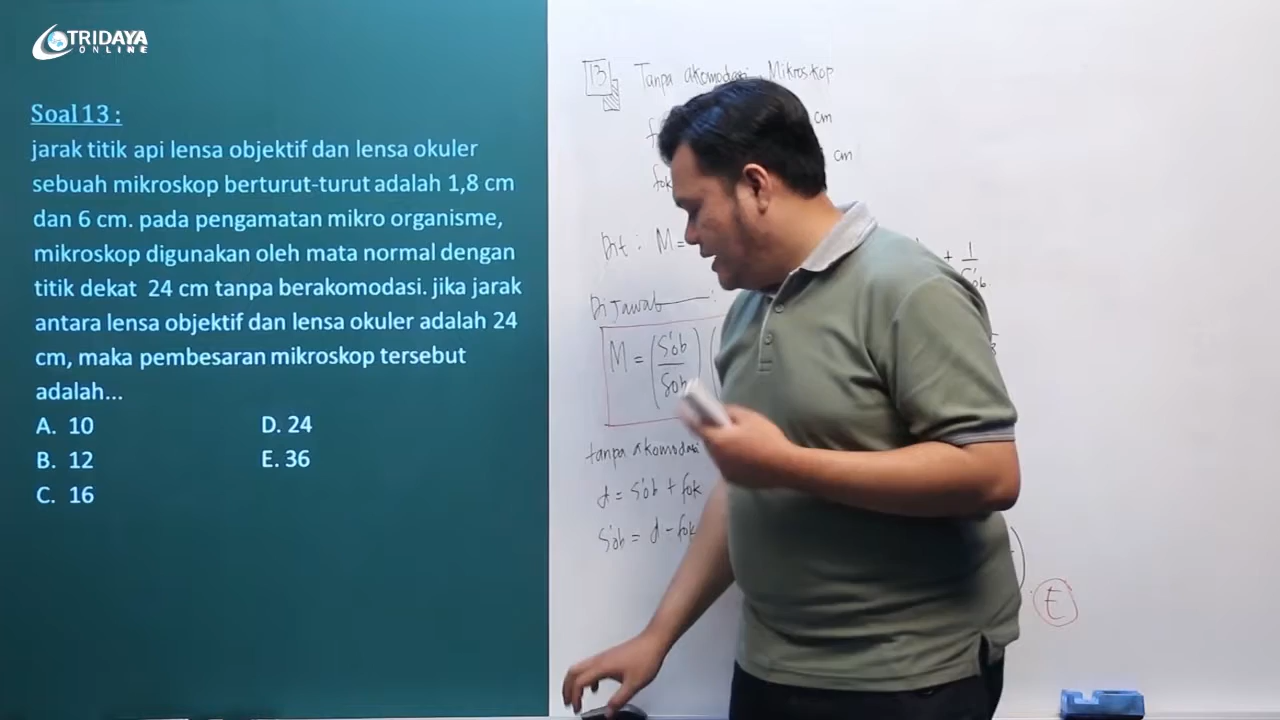 TRIDAYA
ONLINE
Soal 13 :
jarak titik api lensa objektif dan lensa okuler
sebuah mikroskop berturut-turut adalah 1,8 cm
dan 6 cm. pada pengamatan mikro organisme,
mikroskop digunakan oleh mata normal dengan
titik dekat 24 cm tanpa berakomodasi. jika jarak
antara lensa objektif dan lensa okuler adalah 24
cm, maka pembesaran mikroskop tersebut
adalah...
A. 10
D. 24
B. 12
E. 36
C. 16
13 Tanpa akomodasi Mikroskop
cm
cm
Dit : M =
+ 1
S'ob
Dijawab :
M = (S'ob / Sob) (
tanpa akomodasi
d = S'ob + fok
S'ob = d - fok
E